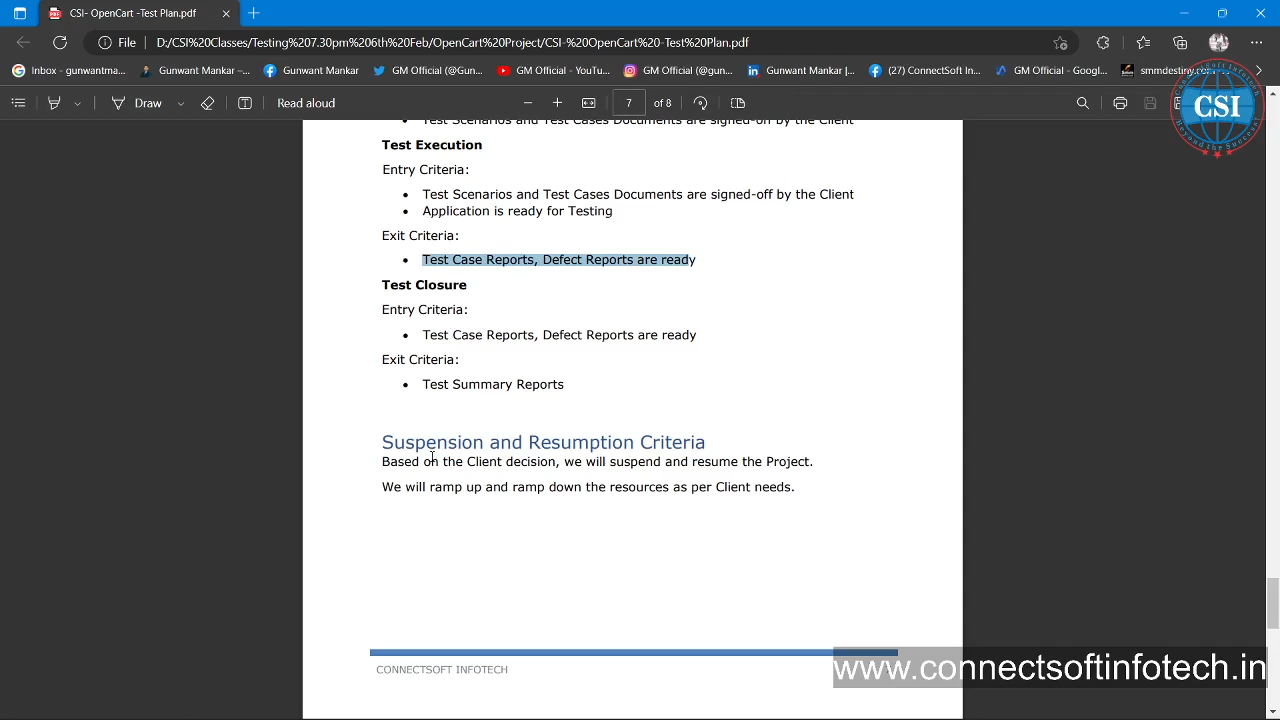 CSI- OpenCart -Test Plan.pdf
File D:/CSI%20Classes/Testing%207.30pm%206th%20Feb/OpenCart%20Project/CSI-%20OpenCart%20-Test%20Plan.pdf
Inbox - gunwantma... Gunwant Mankar –... Gunwant Mankar GM Official (@Gun... GM Official - YouTu... GM Official (@gun... Gunwant Mankar |... (27) ConnectSoft In... GM Official - Googl... smmdestiny.com
Draw Read aloud 7 of 8
ConnectSoft Infotech
CSI
Beyond the Success!
Test Scenarios and Test Cases Documents are signed-off by the Client
Test Execution
Entry Criteria:
• Test Scenarios and Test Cases Documents are signed-off by the Client
• Application is ready for Testing
Exit Criteria:
• Test Case Reports, Defect Reports are ready
Test Closure
Entry Criteria:
• Test Case Reports, Defect Reports are ready
Exit Criteria:
• Test Summary Reports
Suspension and Resumption Criteria
Based on the Client decision, we will suspend and resume the Project.
We will ramp up and ramp down the resources as per Client needs.
CONNECTSOFT INFOTECH
www.connectsoftinfotech.in